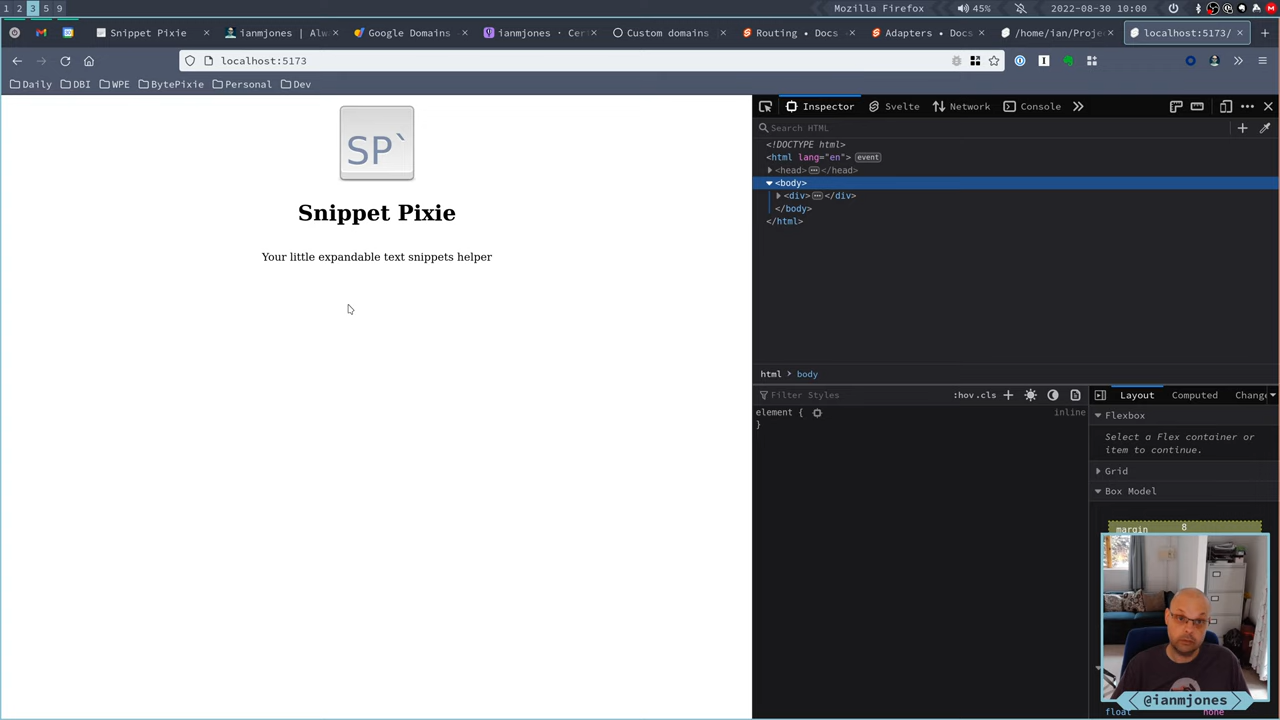 1 2 3 5 9
Mozilla Firefox 45% 2022-08-30 10:00
Snippet Pixie × ianmjones | Alw × Google Domains × ianmjones · Cer × Custom domains × Routing • Docs × Adapters • Docs × /home/ian/Proje × localhost:5173/ ×
localhost:5173
Daily DBI WPE BytePixie Personal Dev
SP`
Snippet Pixie
Your little expandable text snippets helper
Inspector Svelte Network Console
Search HTML
<!DOCTYPE html>
<html lang="en"> event
<head> ••• </head>
<body>
<div> ••• </div>
</body>
</html>
html > body
Filter Styles :hov .cls +
Layout Computed Chang
element { inline
}
Flexbox
Select a Flex container or
item to continue.
Grid
Box Model
margin 8
@ianmjones
float none